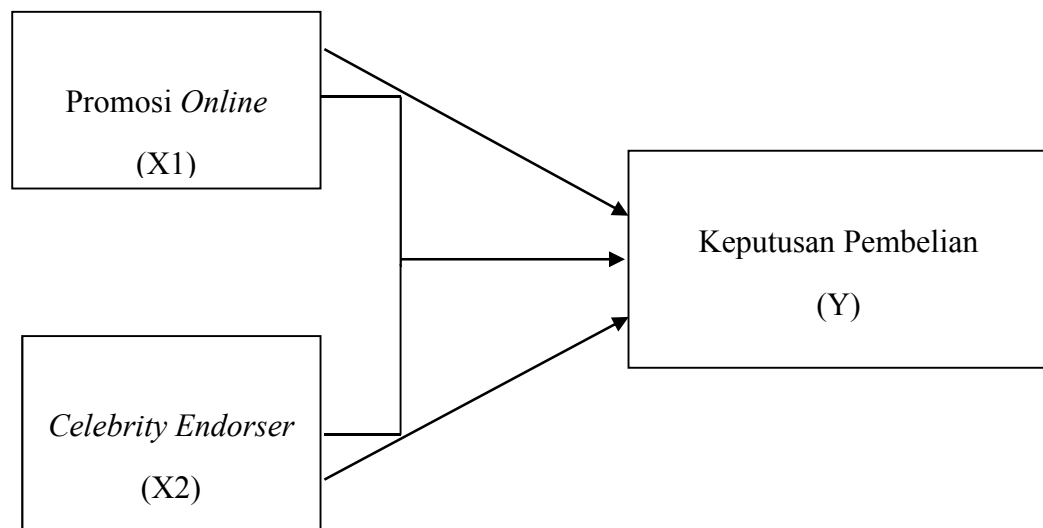 Promosi Online
(X1)
Keputusan Pembelian
(Y)
Celebrity Endorser
(X2)